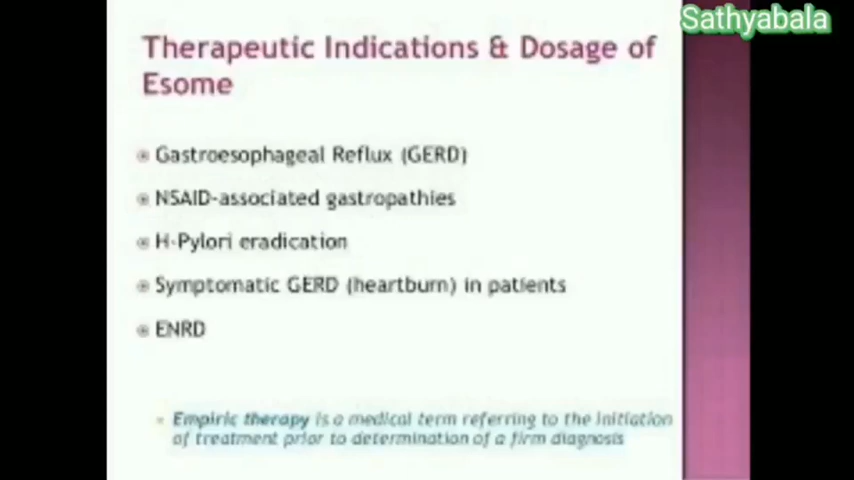 Sathyabala
Therapeutic Indications & Dosage of
Esome
Gastroesophageal Reflux (GERD)
NSAID-associated gastropathies
H-Pylori eradication
Symptomatic GERD (heartburn) in patients
ENRD
Empiric therapy is a medical term referring to the initiation
of treatment prior to determination of a firm diagnosis